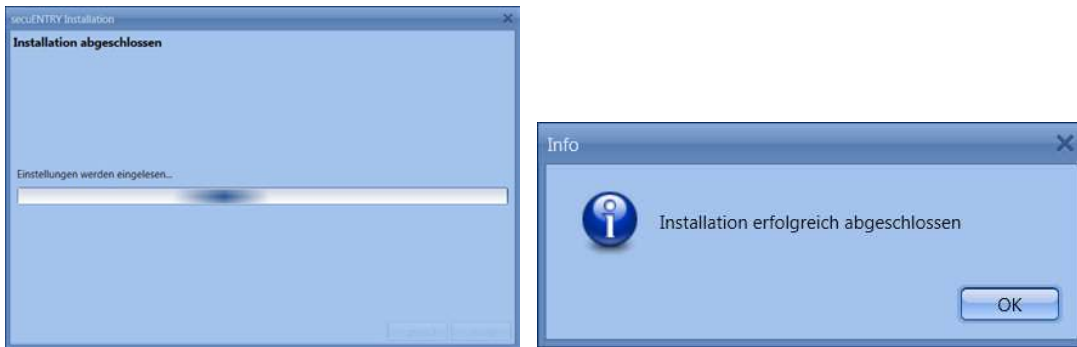 secuENTRY Installation
Installation abgeschlossen
Einstellungen werden eingelesen...
Info
Installation erfolgreich abgeschlossen
OK